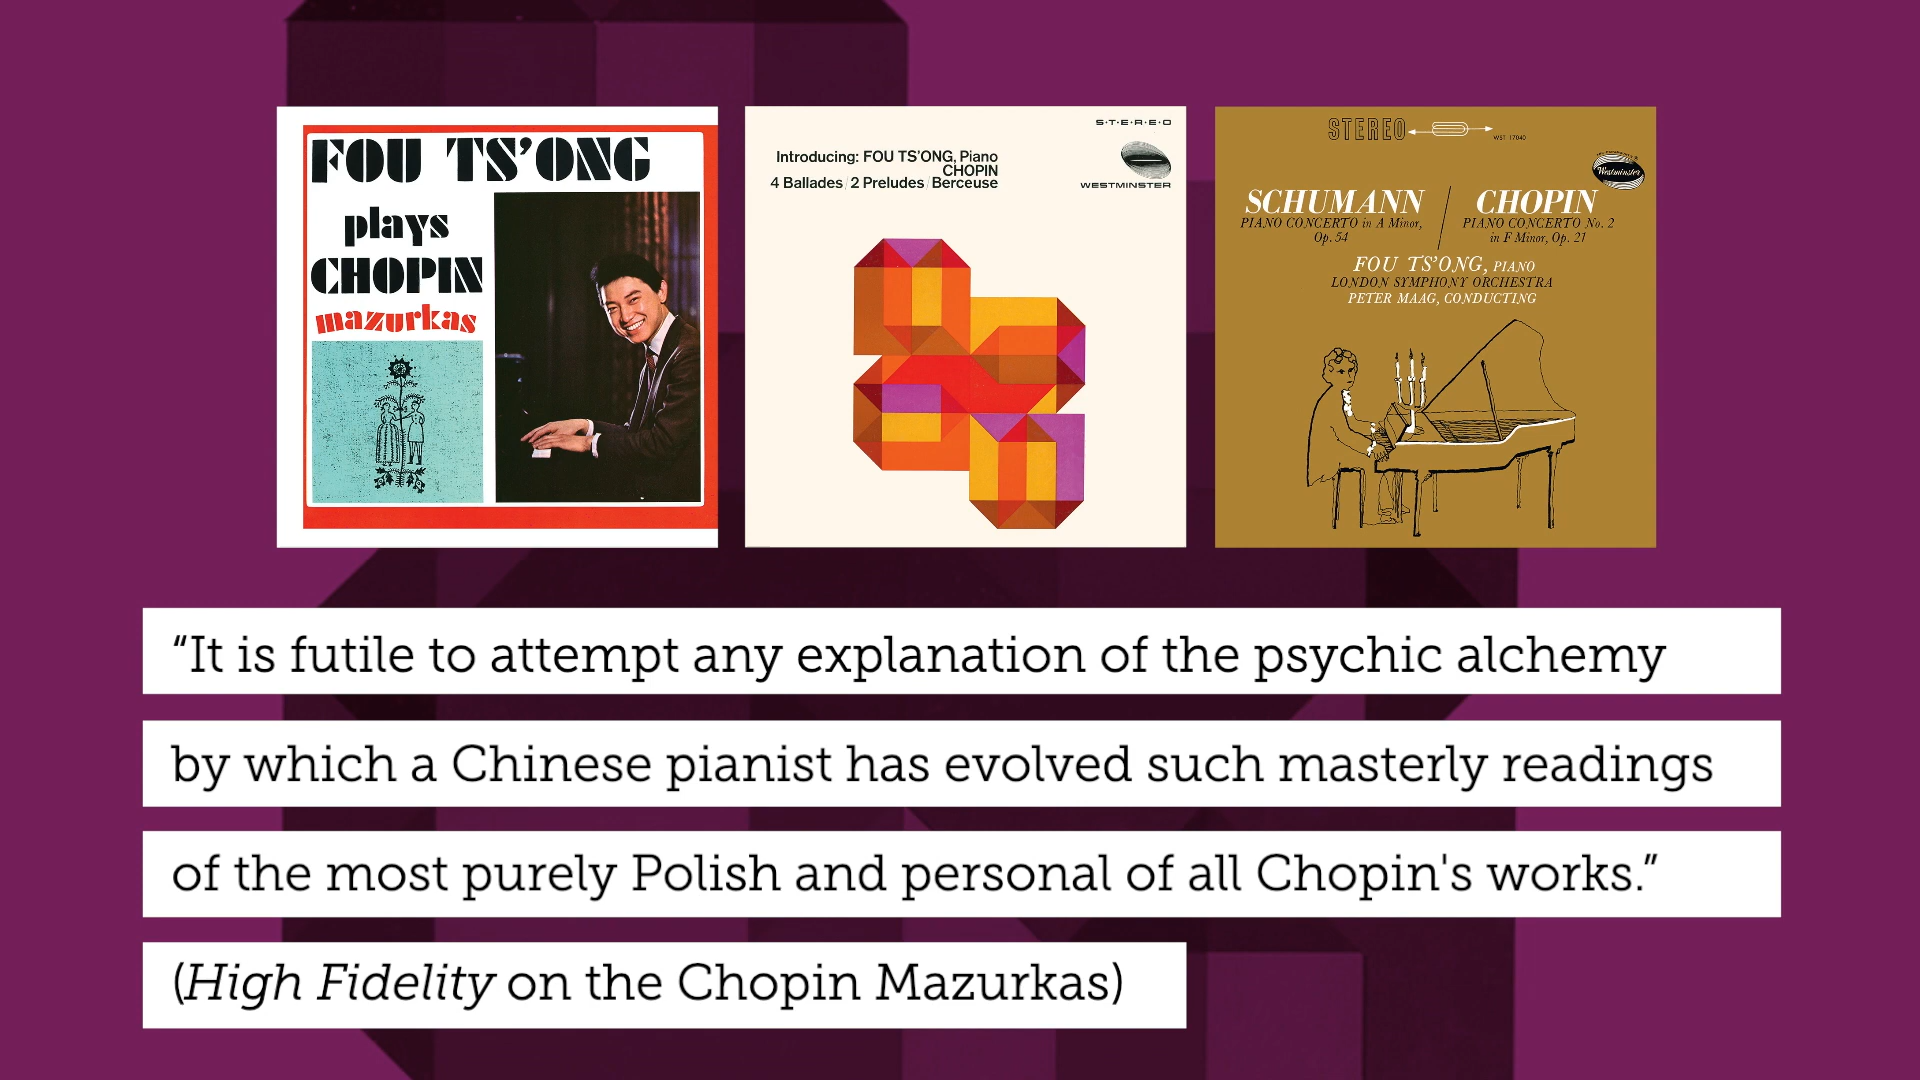 FOU TS'ONG
plays
CHOPIN
mazurkas
S·T·E·R·E·O
Introducing: FOU TS'ONG, Piano
CHOPIN
4 Ballades / 2 Preludes / Berceuse
WESTMINSTER
STEREO
WST 17040
Westminster
SCHUMANN
PIANO CONCERTO in A Minor,
Op. 54
CHOPIN
PIANO CONCERTO No. 2
in F Minor, Op. 21
FOU TS'ONG, PIANO
LONDON SYMPHONY ORCHESTRA
PETER MAAG, CONDUCTING
“It is futile to attempt any explanation of the psychic alchemy
by which a Chinese pianist has evolved such masterly readings
of the most purely Polish and personal of all Chopin's works.”
(High Fidelity on the Chopin Mazurkas)